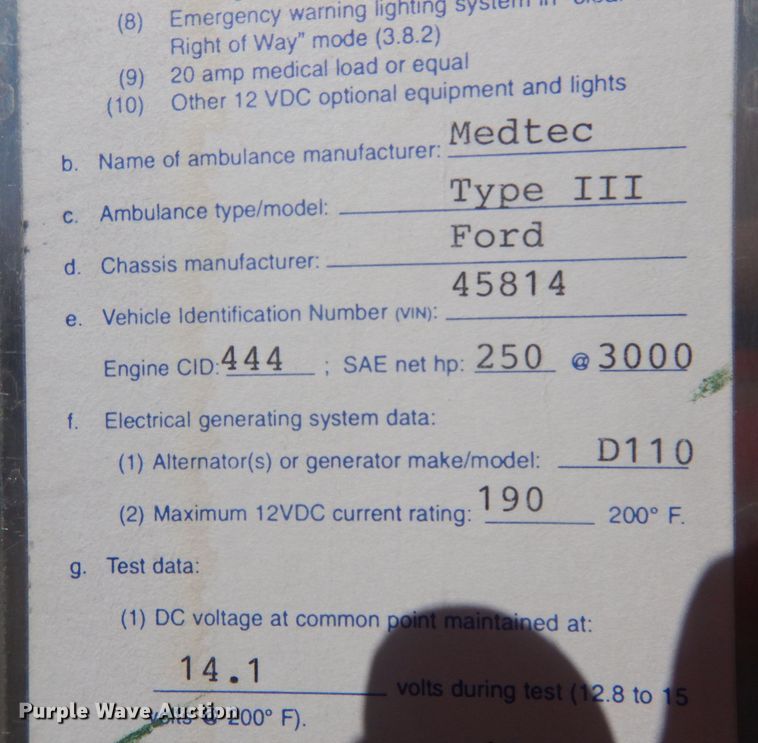 (8) Emergency warning lighting system in "Clear
Right of Way" mode (3.8.2)
(9) 20 amp medical load or equal
(10) Other 12 VDC optional equipment and lights
b. Name of ambulance manufacturer: Medtec
c. Ambulance type/model: Type III
d. Chassis manufacturer: Ford
e. Vehicle Identification Number (VIN): 45814
Engine CID: 444 ; SAE net hp: 250 @ 3000
f. Electrical generating system data:
(1) Alternator(s) or generator make/model: D110
(2) Maximum 12VDC current rating: 190 200° F.
g. Test data:
(1) DC voltage at common point maintained at:
14.1 volts during test (12.8 to 15
volts @ 200° F).
Purple Wave Auction